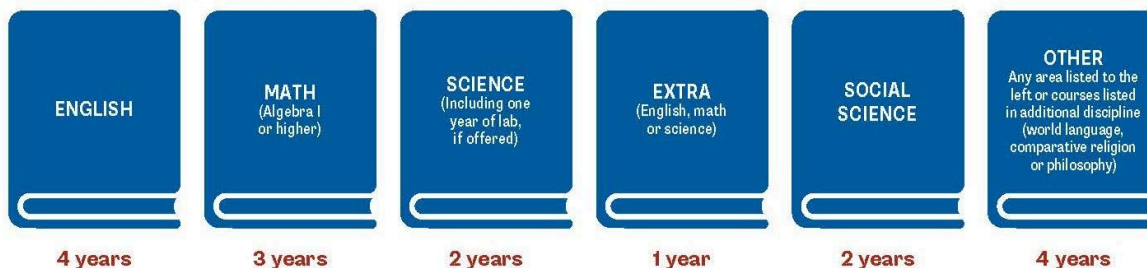 ENGLISH
4 years
MATH
(Algebra I
or higher)
3 years
SCIENCE
(Including one
year of lab,
if offered)
2 years
EXTRA
(English, math
or science)
1 year
SOCIAL
SCIENCE
2 years
OTHER
Any area listed to the
left or courses listed
in additional discipline
(world language,
comparative religion
or philosophy)
4 years